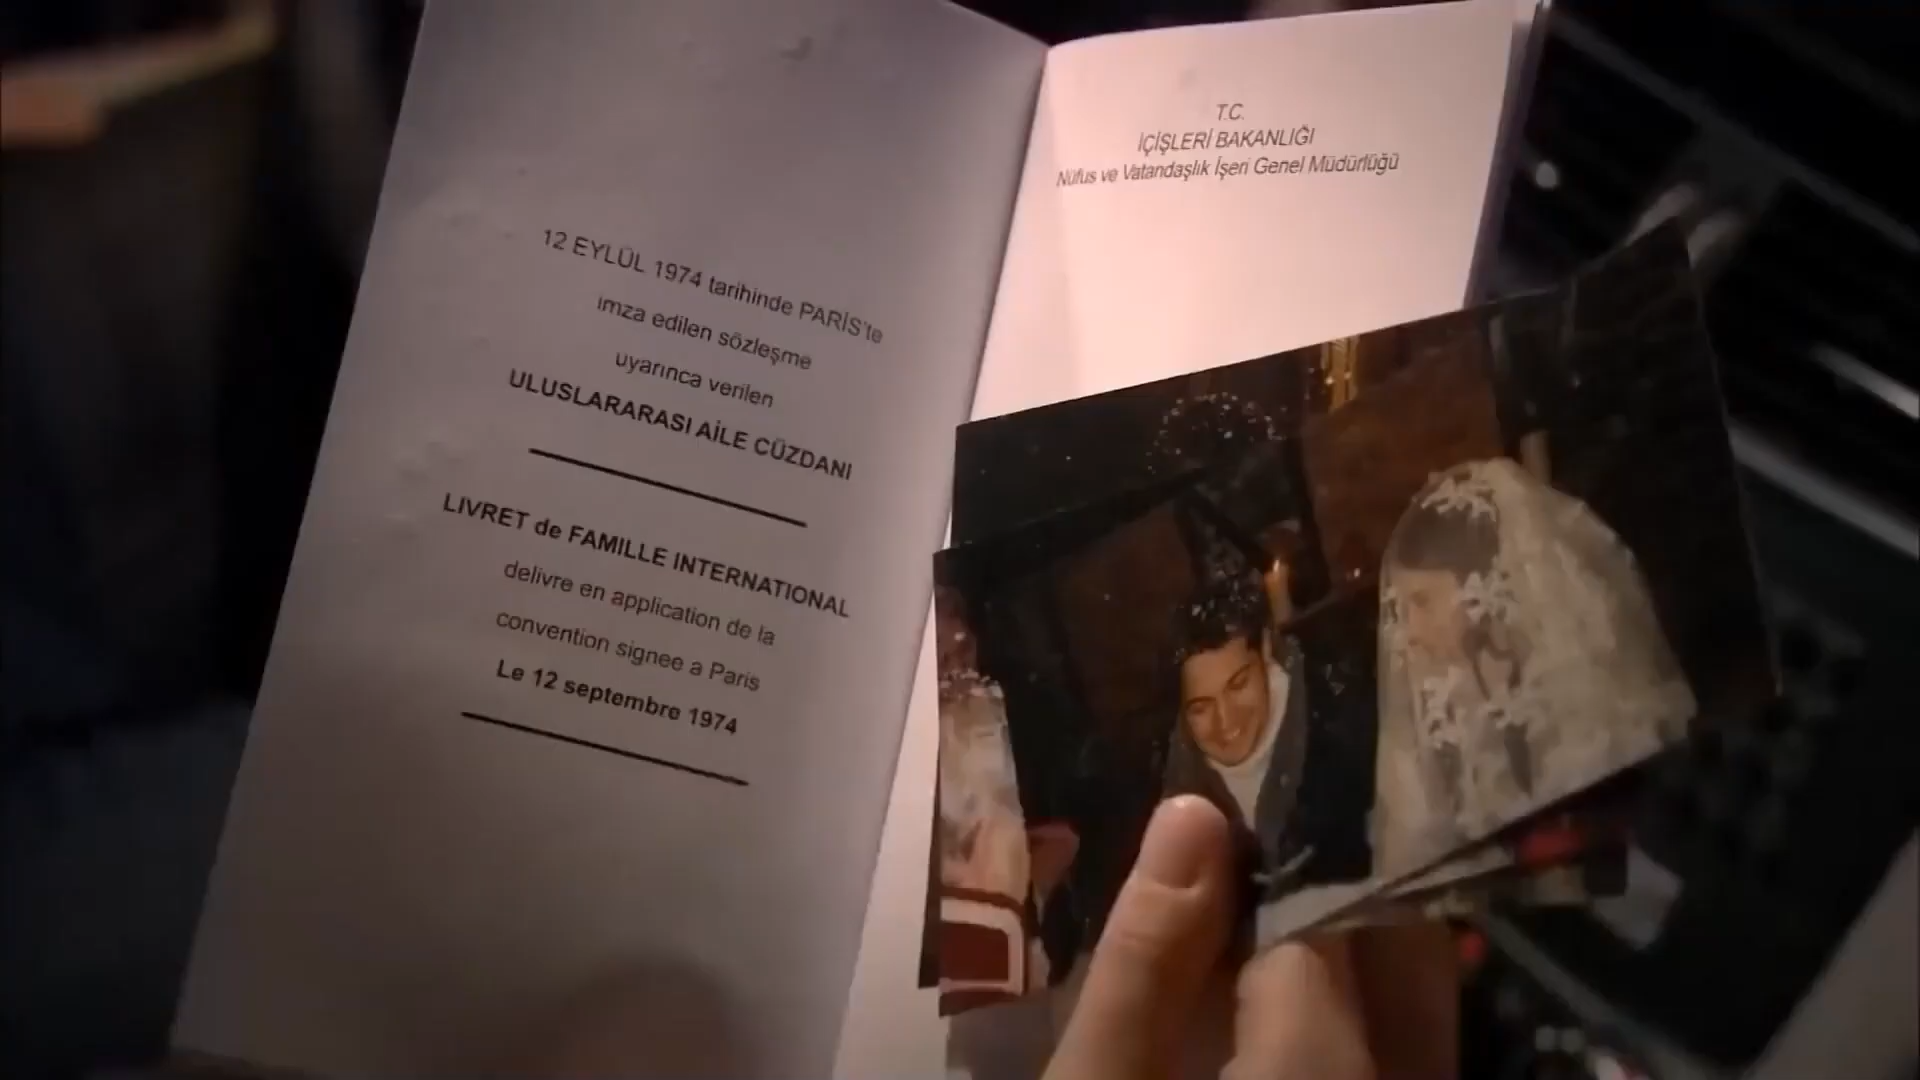 12 EYLÜL 1974 tarihinde PARİS'te
imza edilen sözleşme
uyarınca verilen
ULUSLARARASI AİLE CÜZDANI
LIVRET de FAMILLE INTERNATIONAL
delivre en application de la
convention signee a Paris
Le 12 septembre 1974
T.C.
İÇİŞLERİ BAKANLIĞI
Nüfus ve Vatandaşlık İşeri Genel Müdürlüğü